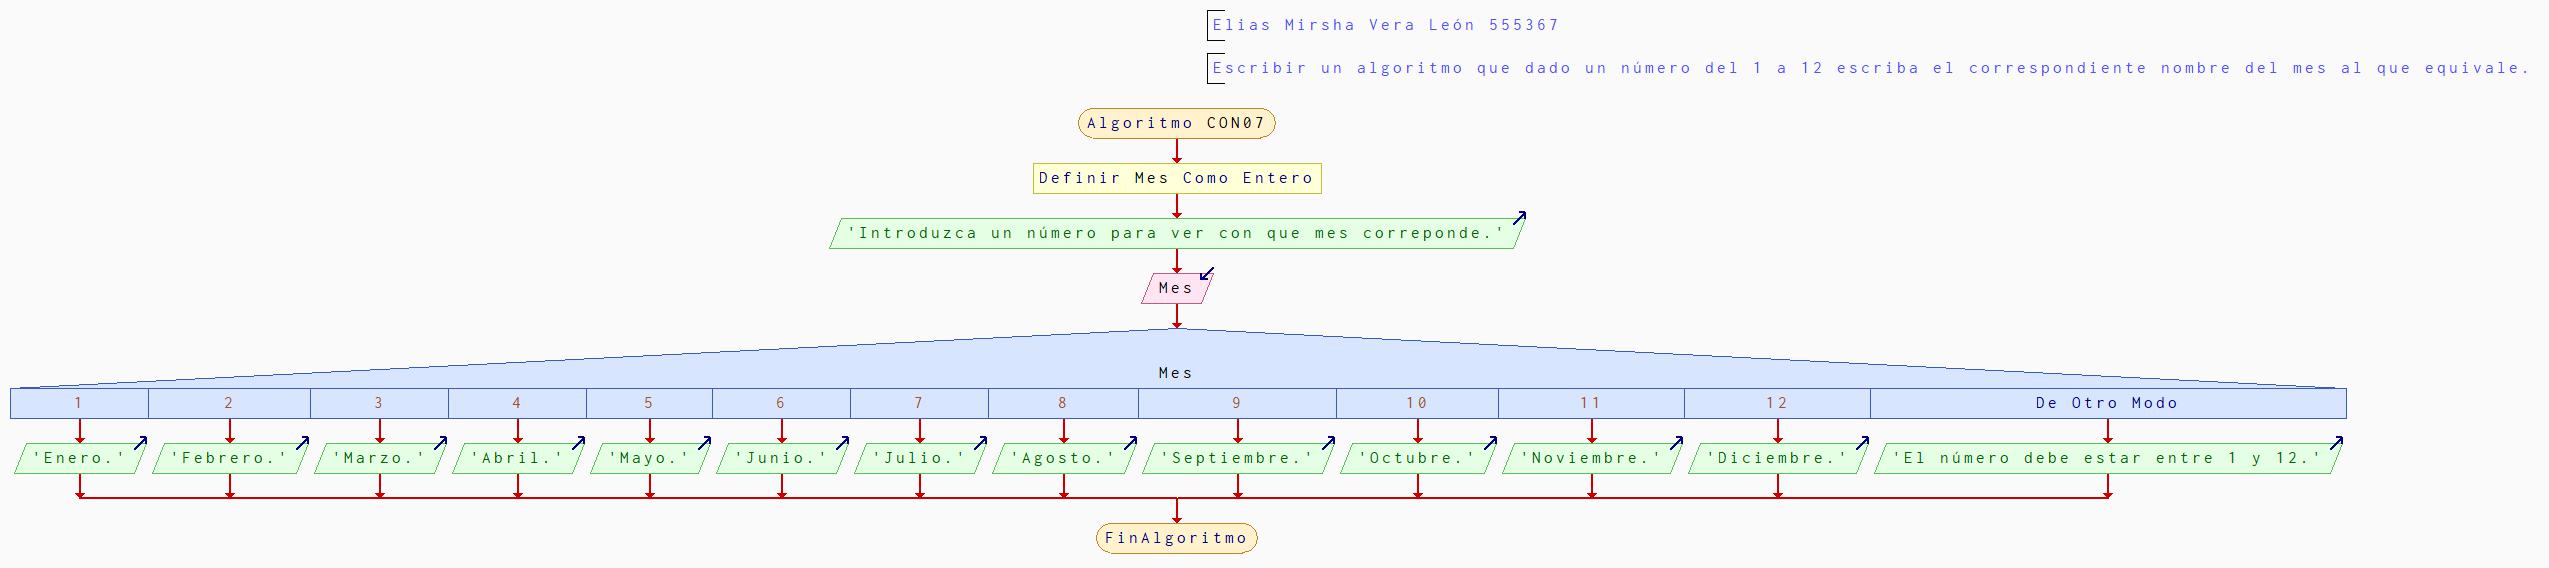 Elias Mirsha Vera León 555367
Escribir un algoritmo que dado un número del 1 a 12 escriba el correspondiente nombre del mes al que equivale.
Algoritmo CON07
Definir Mes Como Entero
'Introduzca un número para ver con que mes correponde.'
Mes
Mes
1 2 3 4 5 6 7 8 9 10 11 12 De Otro Modo
'Enero.' 'Febrero.' 'Marzo.' 'Abril.' 'Mayo.' 'Junio.' 'Julio.' 'Agosto.' 'Septiembre.' 'Octubre.' 'Noviembre.' 'Diciembre.' 'El número debe estar entre 1 y 12.'
FinAlgoritmo